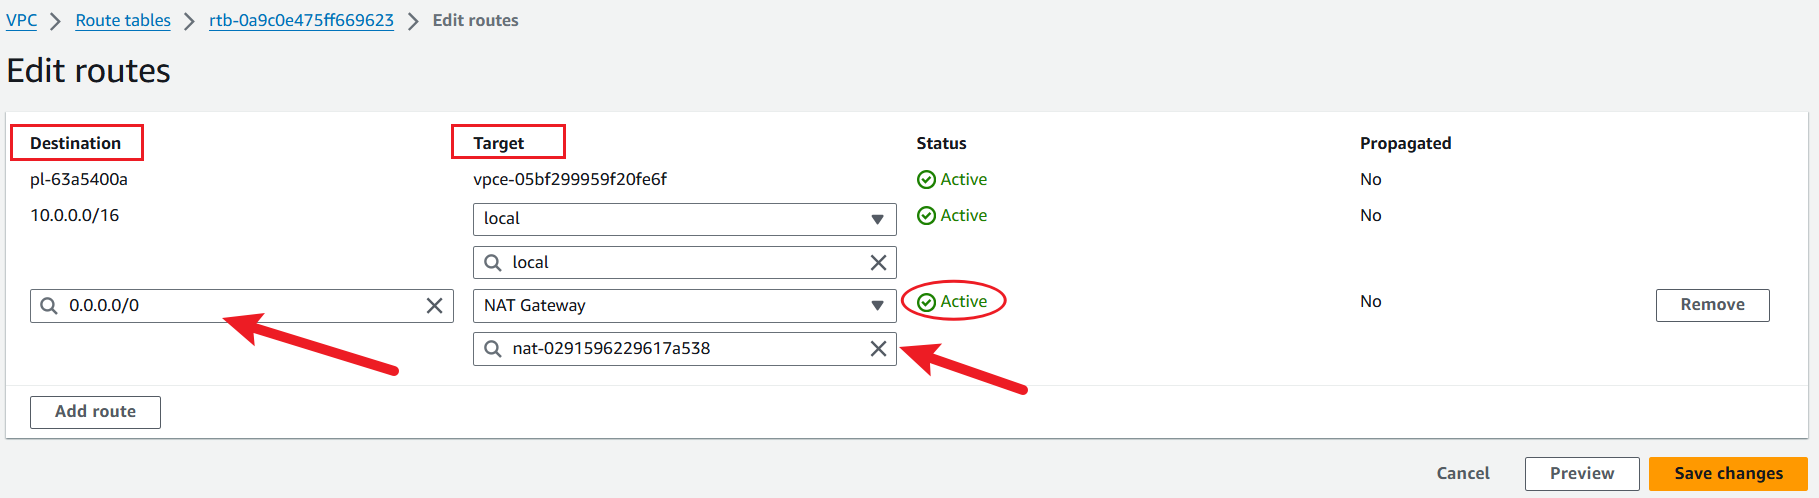 VPC > Route tables > rtb-0a9c0e475ff669623 > Edit routes
Edit routes
Destination Target Status Propagated
pl-63a5400a vpce-05bf299959f20fe6f Active No
10.0.0.0/16 local Active No
local
0.0.0.0/0 NAT Gateway Active No Remove
nat-0291596229617a538
Add route
Cancel Preview Save changes